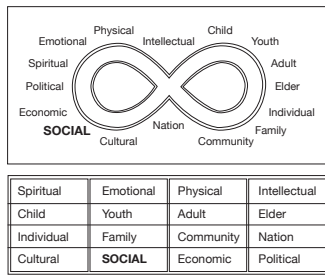 Physical
Child
Emotional
Intellectual
Youth
Spiritual
Adult
Political
Elder
Economic
Individual
SOCIAL
Nation
Family
Cultural
Community
Spiritual Emotional Physical Intellectual
Child Youth Adult Elder
Individual Family Community Nation
Cultural SOCIAL Economic Political